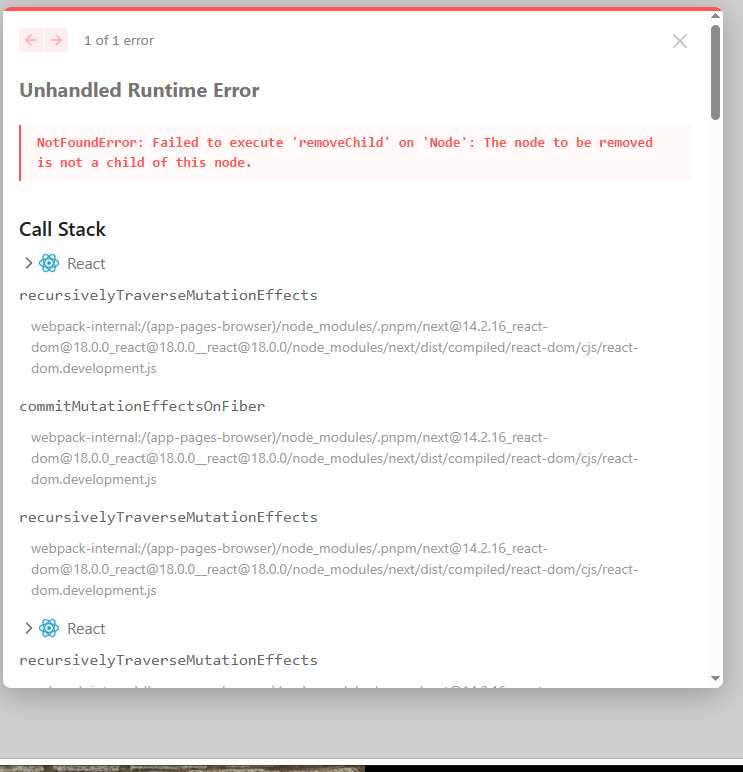 1 of 1 error
Unhandled Runtime Error
NotFoundError: Failed to execute 'removeChild' on 'Node': The node to be removed
is not a child of this node.
Call Stack
React
recursivelyTraverseMutationEffects
webpack-internal:/(app-pages-browser)/node_modules/.pnpm/next@14.2.16_react-
dom@18.0.0_react@18.0.0__react@18.0.0/node_modules/next/dist/compiled/react-dom/cjs/react-
dom.development.js
commitMutationEffectsOnFiber
webpack-internal:/(app-pages-browser)/node_modules/.pnpm/next@14.2.16_react-
dom@18.0.0_react@18.0.0__react@18.0.0/node_modules/next/dist/compiled/react-dom/cjs/react-
dom.development.js
recursivelyTraverseMutationEffects
webpack-internal:/(app-pages-browser)/node_modules/.pnpm/next@14.2.16_react-
dom@18.0.0_react@18.0.0__react@18.0.0/node_modules/next/dist/compiled/react-dom/cjs/react-
dom.development.js
React
recursivelyTraverseMutationEffects